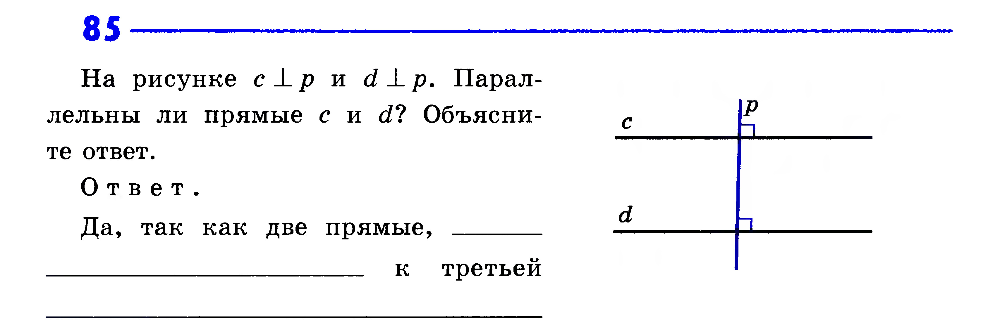 85
На рисунке c ⊥ p и d ⊥ p. Парал-
лельны ли прямые c и d? Объясни-
те ответ.
Ответ.
Да, так как две прямые,
к третьей
p
c
d